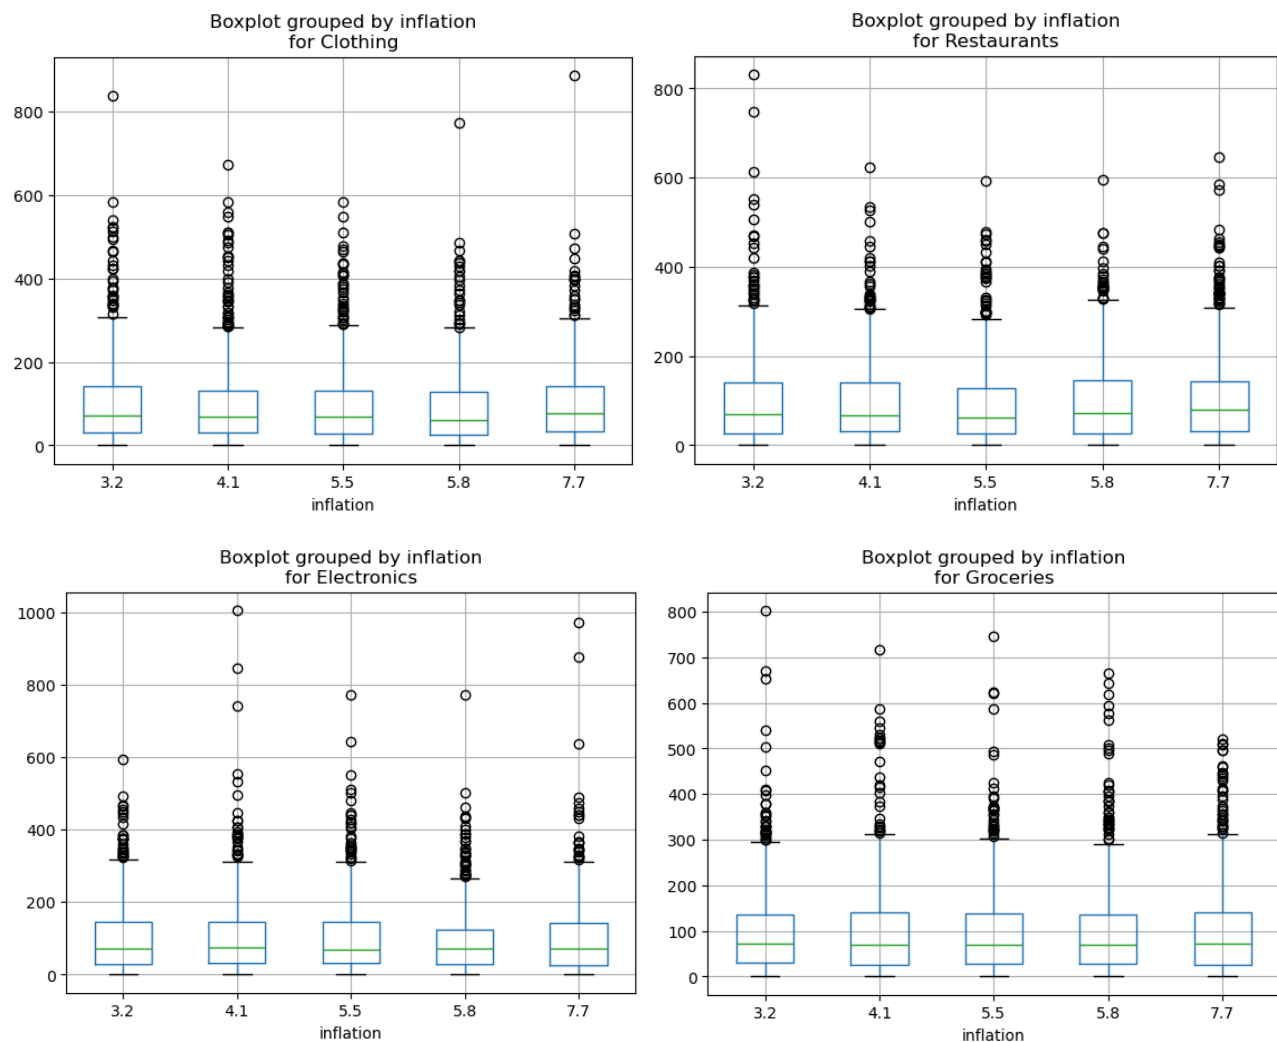 Boxplot grouped by inflation
for Clothing
800
600
400
200
0
3.2 4.1 5.5 5.8 7.7
inflation
Boxplot grouped by inflation
for Restaurants
800
600
400
200
0
3.2 4.1 5.5 5.8 7.7
inflation
Boxplot grouped by inflation
for Electronics
1000
800
600
400
200
0
3.2 4.1 5.5 5.8 7.7
inflation
Boxplot grouped by inflation
for Groceries
800
700
600
500
400
300
200
100
0
3.2 4.1 5.5 5.8 7.7
inflation